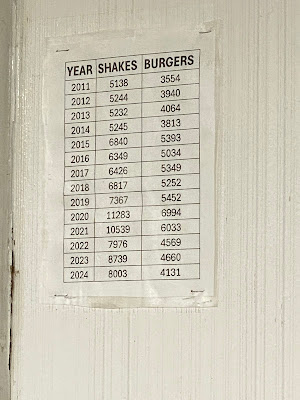 YEAR SHAKES BURGERS
2011 5138 3554
2012 5244 3940
2013 5232 4064
2014 5245 3813
2015 6840 5393
2016 6349 5034
2017 6426 5349
2018 6817 5252
2019 7367 5452
2020 11283 6994
2021 10539 6033
2022 7976 4569
2023 8739 4660
2024 8003 4131